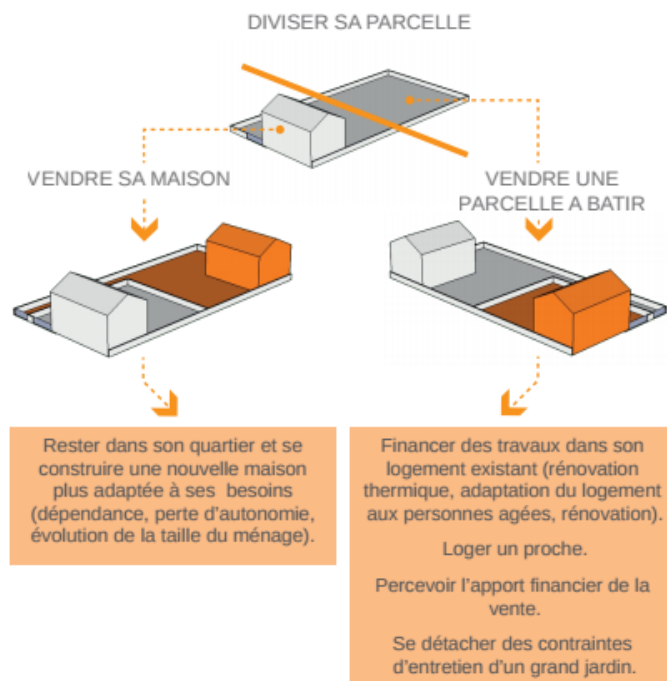 DIVISER SA PARCELLE
VENDRE SA MAISON
VENDRE UNE
PARCELLE A BATIR
Rester dans son quartier et se
construire une nouvelle maison
plus adaptée à ses besoins
(dépendance, perte d'autonomie,
évolution de la taille du ménage).
Financer des travaux dans son
logement existant (rénovation
thermique, adaptation du logement
aux personnes agées, rénovation).
Loger un proche.
Percevoir l'apport financier de la
vente.
Se détacher des contraintes
d'entretien d'un grand jardin.